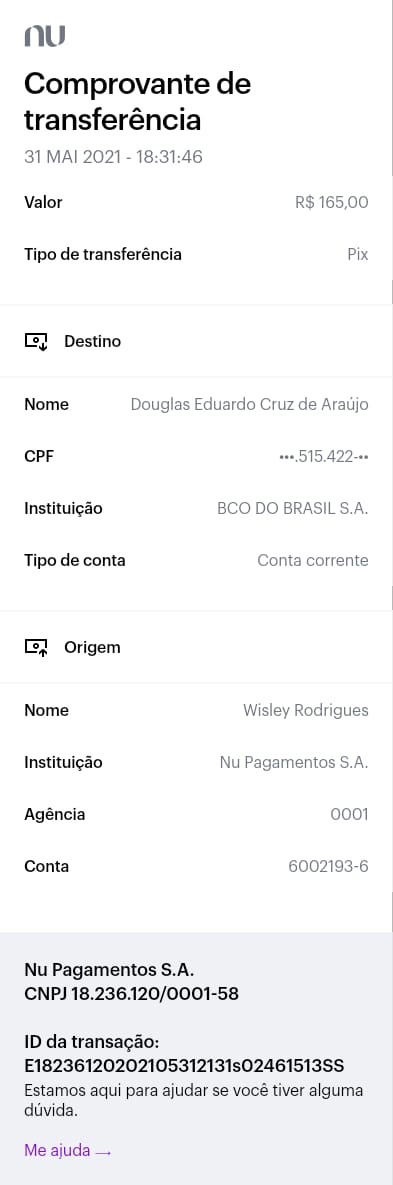 nu
Comprovante de
transferência
31 MAI 2021 - 18:31:46
Valor R$ 165,00
Tipo de transferência Pix
Destino
Nome Douglas Eduardo Cruz de Araújo
CPF •••.515.422-••
Instituição BCO DO BRASIL S.A.
Tipo de conta Conta corrente
Origem
Nome Wisley Rodrigues
Instituição Nu Pagamentos S.A.
Agência 0001
Conta 6002193-6
Nu Pagamentos S.A.
CNPJ 18.236.120/0001-58
ID da transação:
E18236120202105312131s02461513SS
Estamos aqui para ajudar se você tiver alguma
dúvida.
Me ajuda →